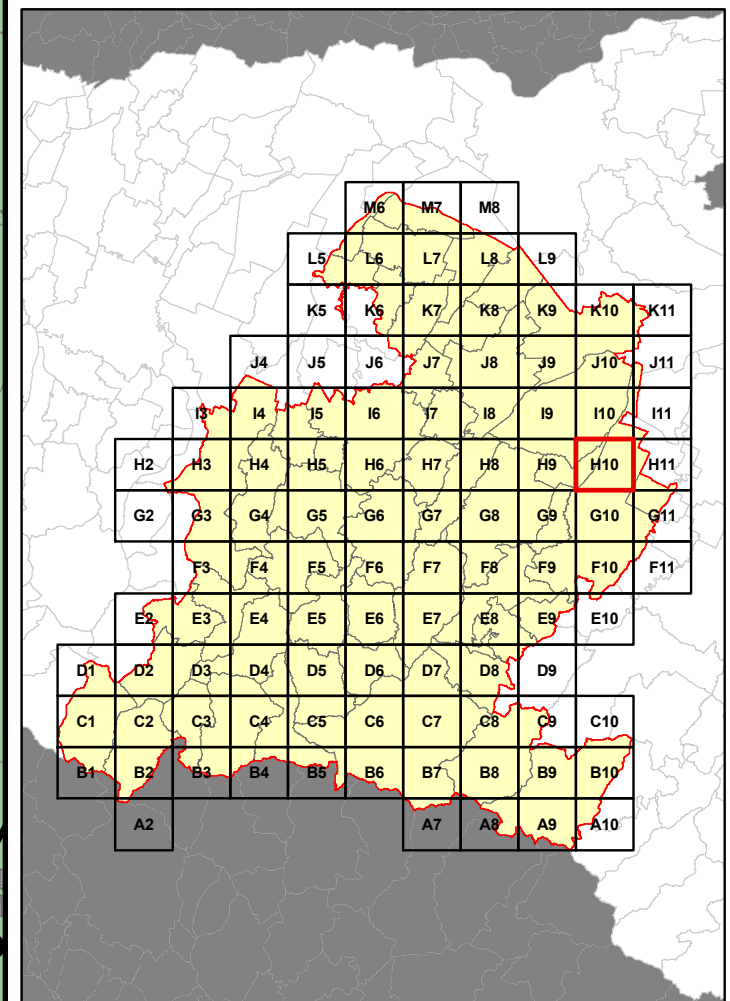 M6 M7 M8
L5 L6 L7 L8 L9
K5 K6 K7 K8 K9 K10 K11
J4 J5 J6 J7 J8 J9 J10 J11
I3 I4 I5 I6 I7 I8 I9 I10 I11
H2 H3 H4 H5 H6 H7 H8 H9 H10 H11
G2 G3 G4 G5 G6 G7 G8 G9 G10 G11
F3 F4 F5 F6 F7 F8 F9 F10 F11
E2 E3 E4 E5 E6 E7 E8 E9 E10
D1 D2 D3 D4 D5 D6 D7 D8 D9
C1 C2 C3 C4 C5 C6 C7 C8 C9 C10
B1 B2 B3 B4 B5 B6 B7 B8 B9 B10
A2 A7 A8 A9 A10